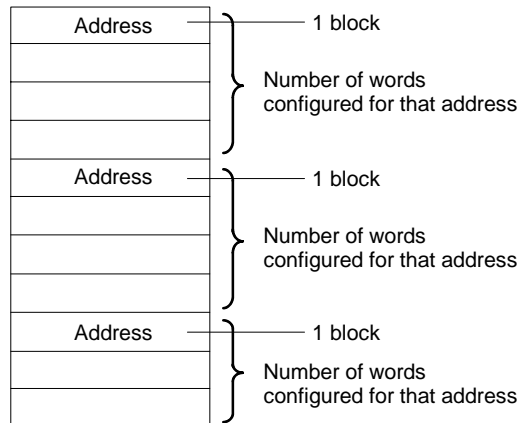 Address 1 block
Number of words
configured for that address
Address 1 block
Number of words
configured for that address
Address 1 block
Number of words
configured for that address